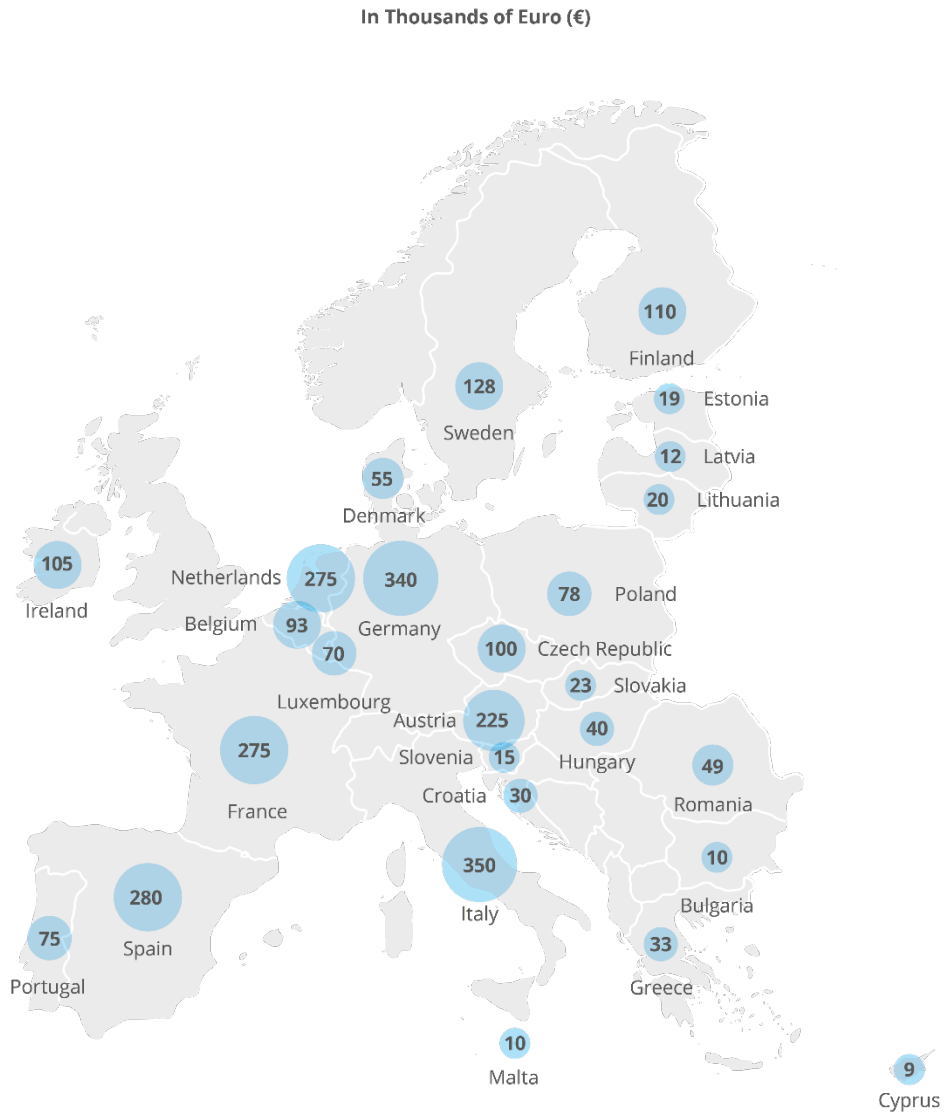 In Thousands of Euro (€)
110
Finland
128
Sweden
19 Estonia
12 Latvia
20 Lithuania
55
Denmark
105
Ireland
Netherlands 275
340
Germany
78 Poland
Belgium 93
70
Luxembourg
100 Czech Republic
23 Slovakia
Austria 225
40
Hungary
Slovenia 15
275
France
49
Romania
Croatia 30
350
Italy
10
Bulgaria
280
Spain
75
Portugal
33
Greece
10
Malta
9
Cyprus